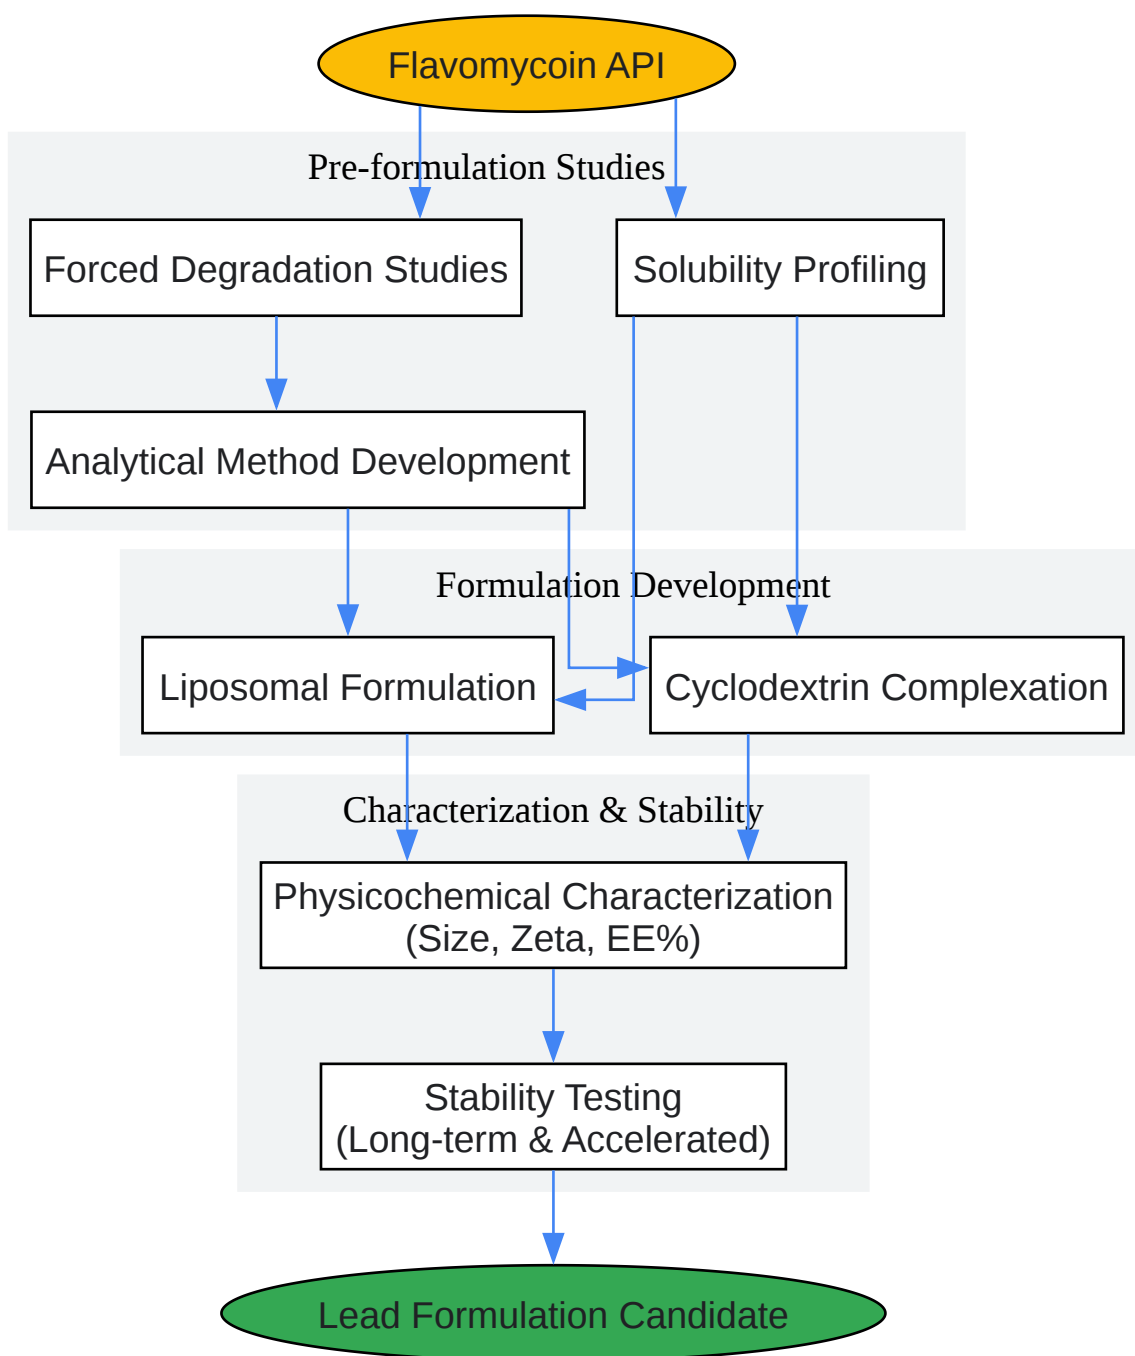 Flavomycoin API
Pre-formulation Studies
Forced Degradation Studies
Solubility Profiling
Analytical Method Development
Formulation Development
Liposomal Formulation
Cyclodextrin Complexation
Characterization & Stability
Physicochemical Characterization
(Size, Zeta, EE%)
Stability Testing
(Long-term & Accelerated)
Lead Formulation Candidate